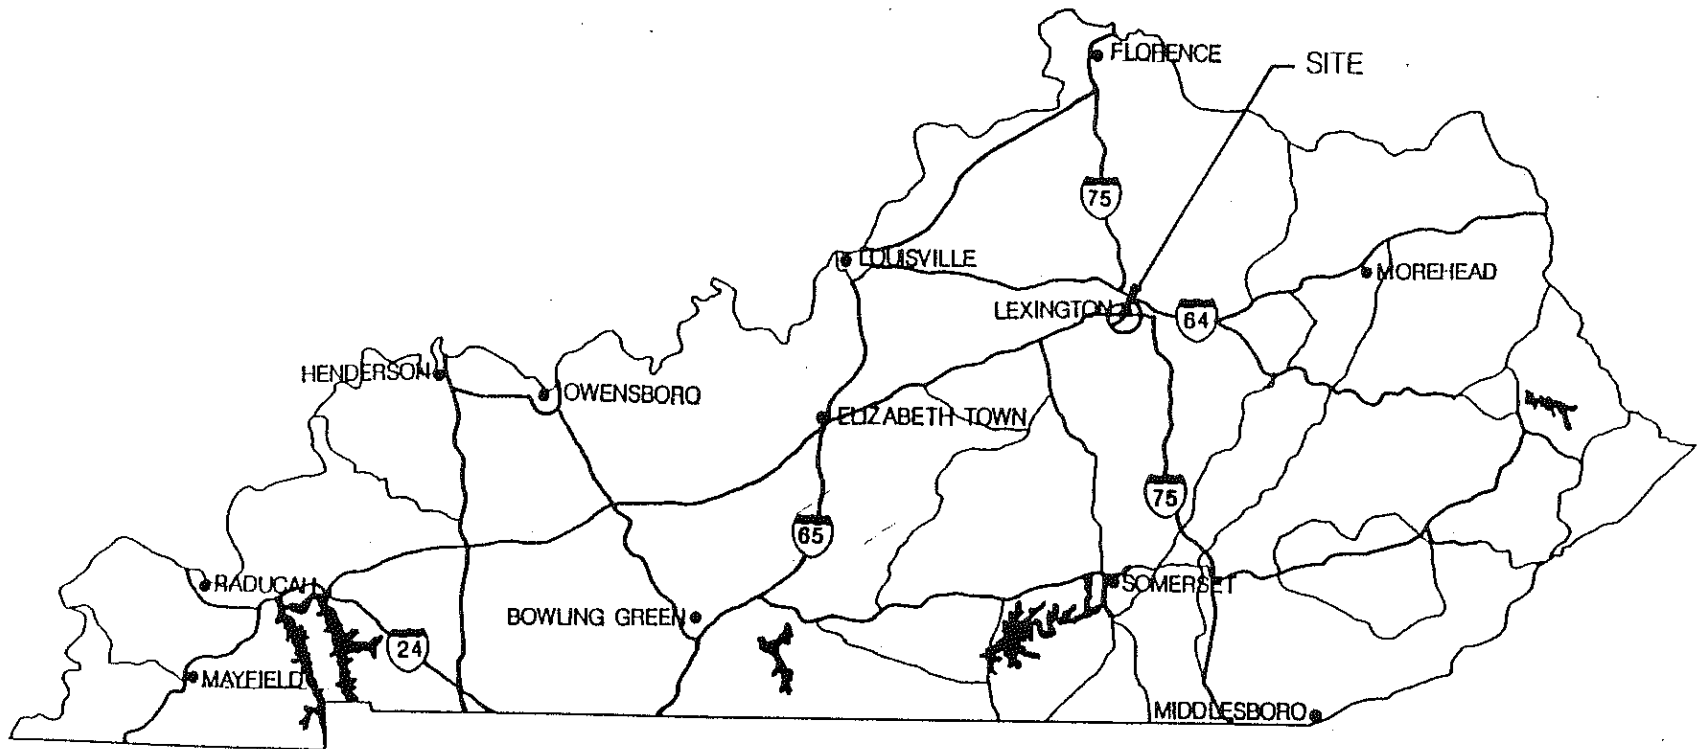 FLORENCE
SITE
75
LOUISVILLE
MOREHEAD
LEXINGTON
64
HENDERSON
OWENSBORO
ELIZABETH TOWN
75
65
PADUCAH
SOMERSET
BOWLING GREEN
24
MAYFIELD
MIDDLESBORO